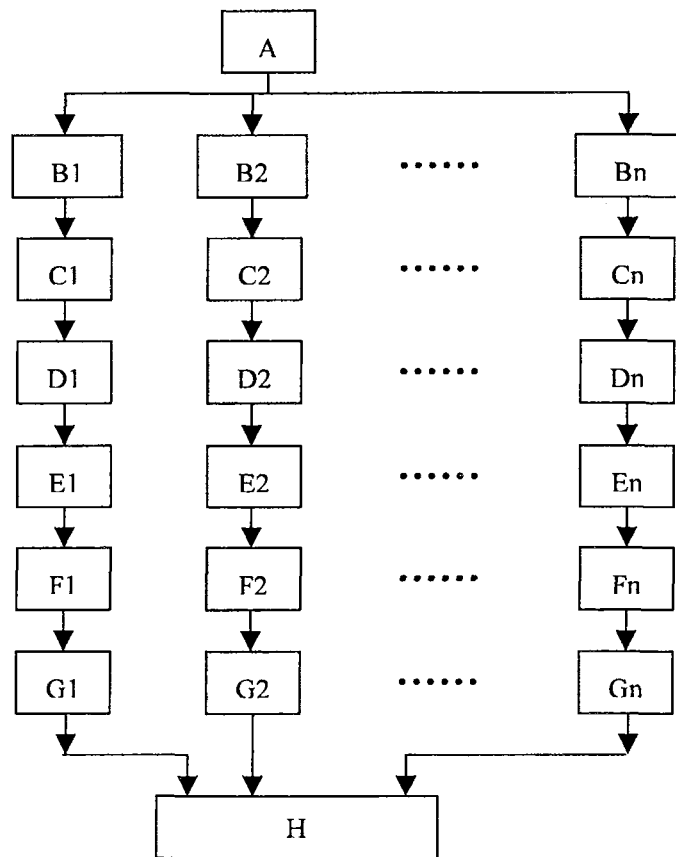 A
B1 B2 ...... Bn
C1 C2 ...... Cn
D1 D2 ...... Dn
E1 E2 ...... En
F1 F2 ...... Fn
G1 G2 ...... Gn
H